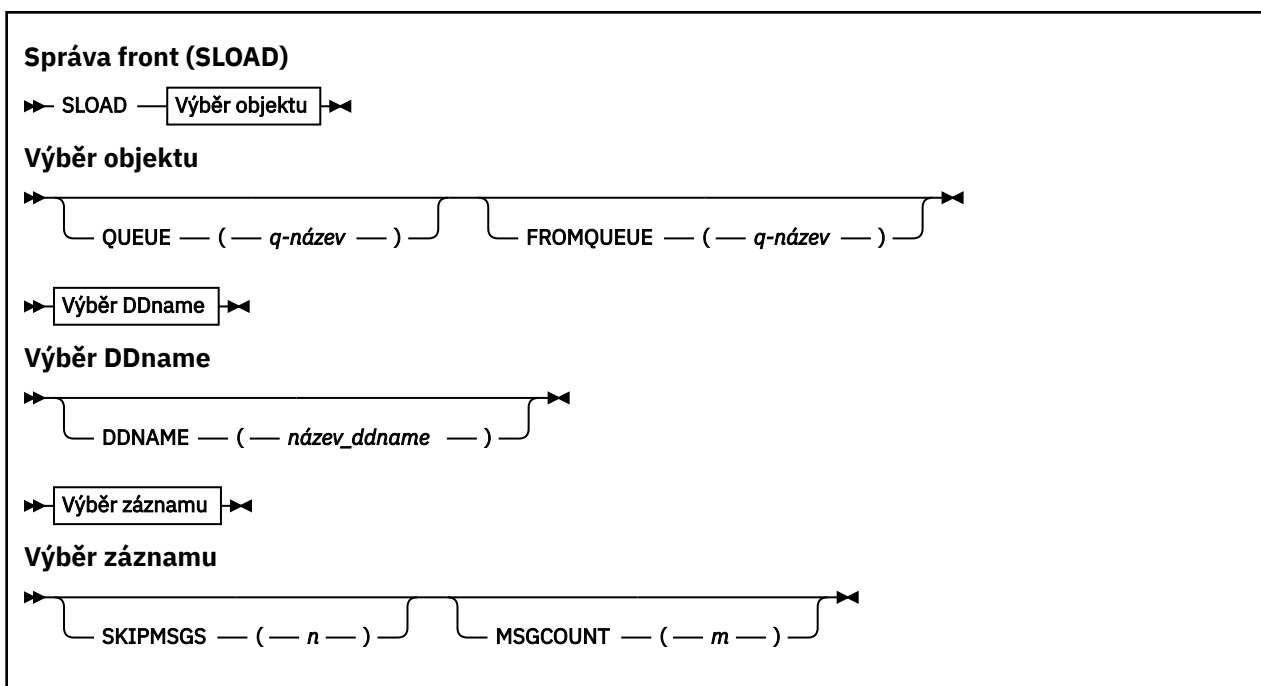 Správa front (SLOAD)
SLOAD Výběr objektu
Výběr objektu
QUEUE ( q-název ) FROMQUEUE ( q-název )
Výběr DDname
Výběr DDname
DDNAME ( název_ddname )
Výběr záznamu
Výběr záznamu
SKIPMSGS ( n ) MSGCOUNT ( m )